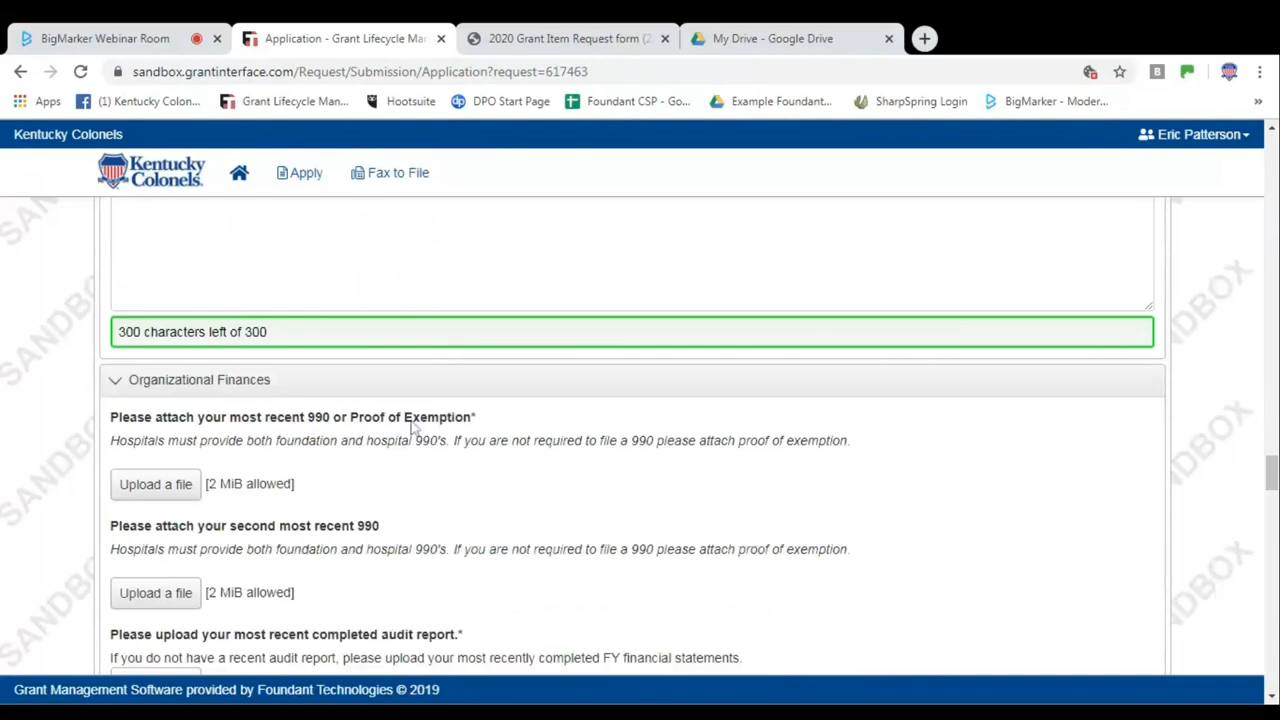 BigMarker Webinar Room
Application - Grant Lifecycle Mar
2020 Grant Item Request form (2
My Drive - Google Drive
sandbox.grantinterface.com/Request/Submission/Application?request=617463
Apps
(1) Kentucky Colon...
Grant Lifecycle Man...
Hootsuite
DPO Start Page
Foundant CSP - Go...
Example Foundant...
SharpSpring Login
BigMarker - Moder...
»
Kentucky Colonels
Eric Patterson
Kentucky
Colonels.
Apply
Fax to File
SANDBOX
300 characters left of 300
Organizational Finances
Please attach your most recent 990 or Proof of Exemption*
Hospitals must provide both foundation and hospital 990's. If you are not required to file a 990 please attach proof of exemption.
Upload a file [2 MiB allowed]
Please attach your second most recent 990
Hospitals must provide both foundation and hospital 990's. If you are not required to file a 990 please attach proof of exemption.
Upload a file [2 MiB allowed]
Please upload your most recent completed audit report.*
If you do not have a recent audit report, please upload your most recently completed FY financial statements.
Grant Management Software provided by Foundant Technologies © 2019